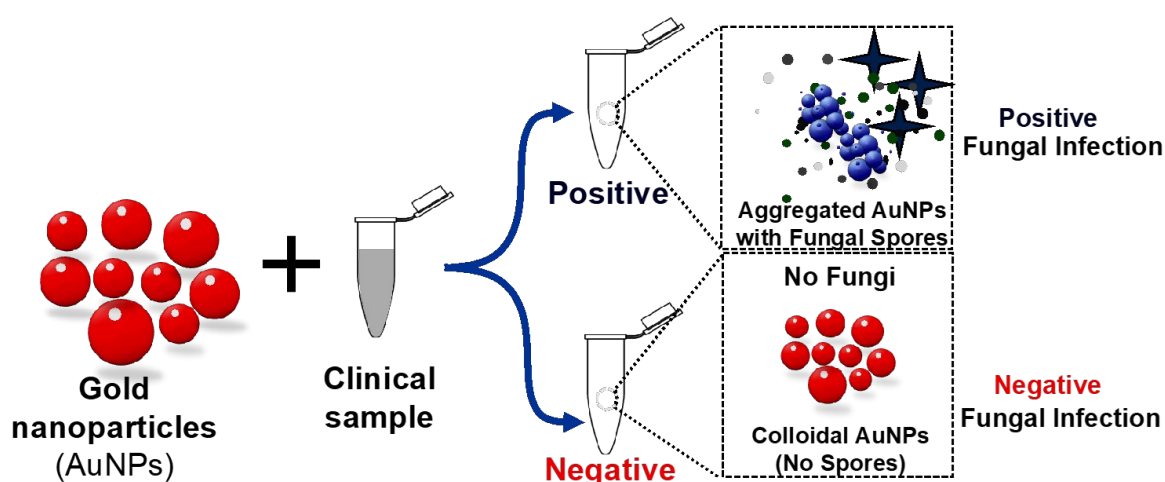 Gold
nanoparticles
(AuNPs)
+
Clinical
sample
Positive
Negative
Aggregated AuNPs
with Fungal Spores
No Fungi
Colloidal AuNPs
(No Spores)
Positive
Fungal Infection
Negative
Fungal Infection